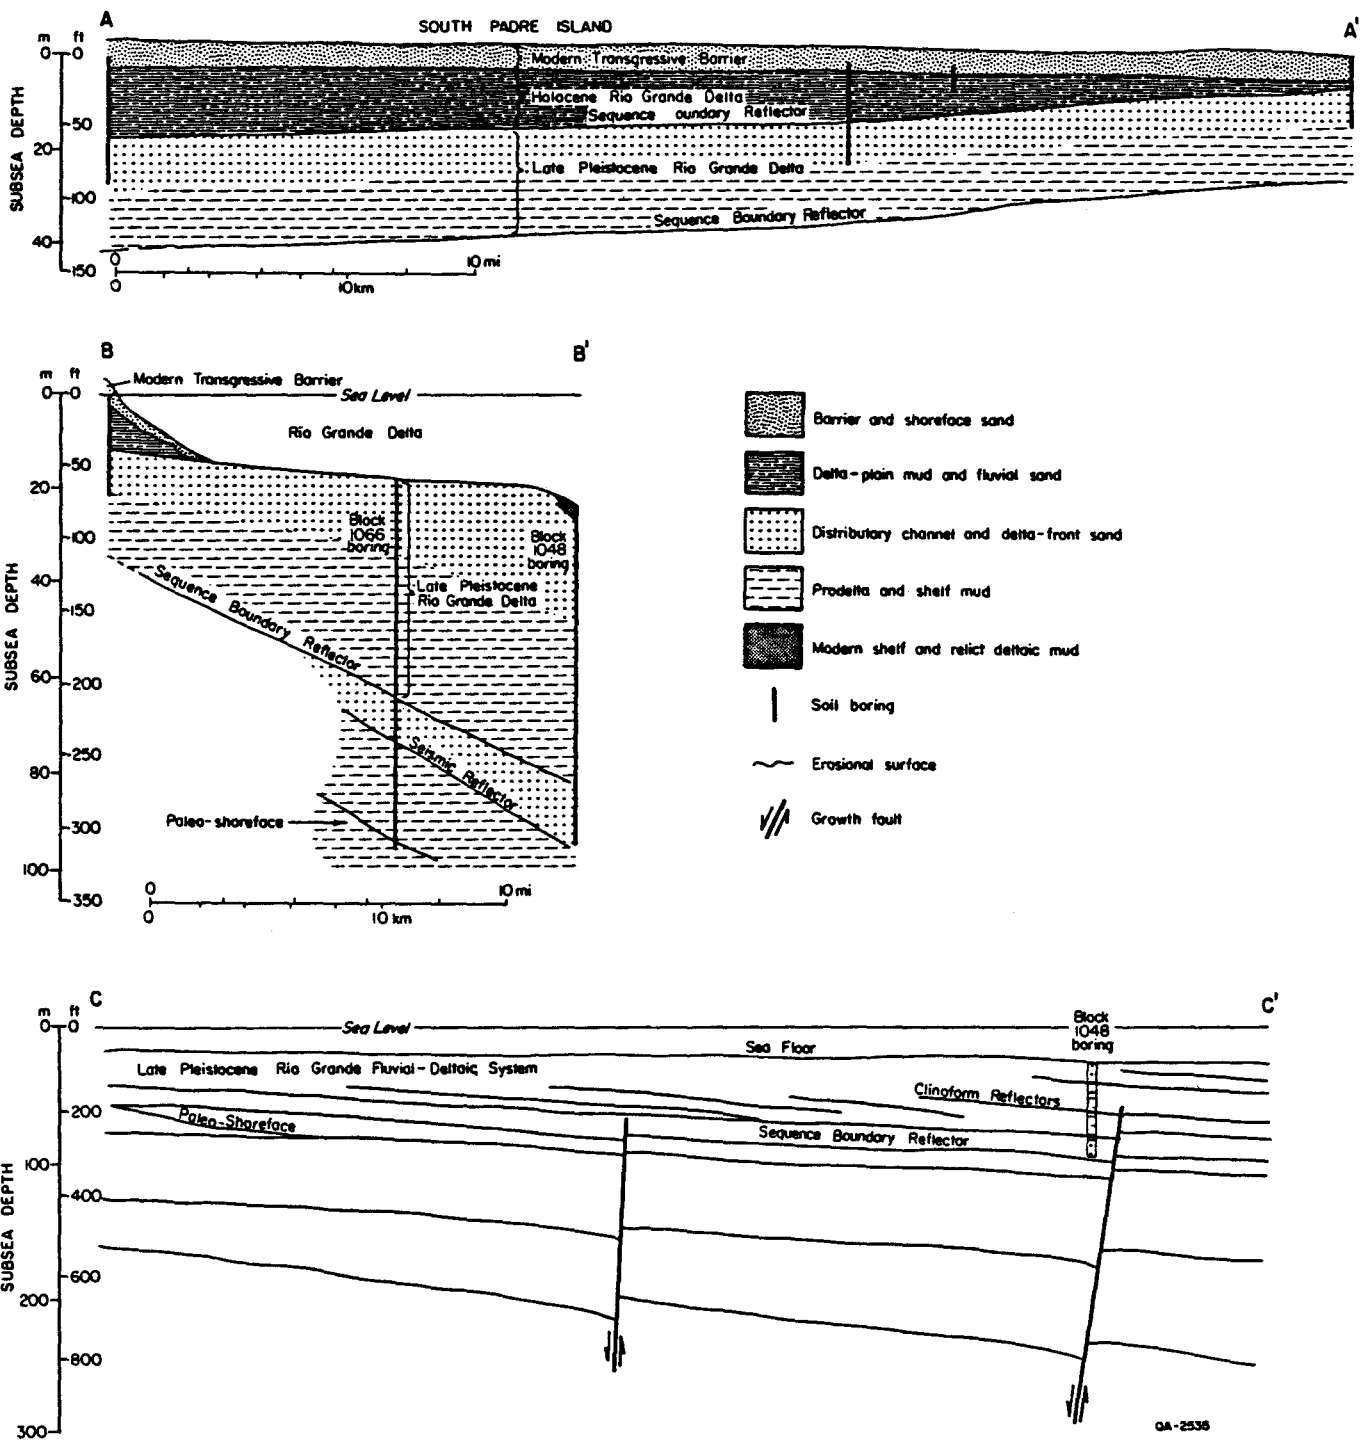 A
SOUTH PADRE ISLAND
A'
m ft
0 0
50
20
100
40
150
SUBSEA DEPTH
Modern Transgressive Barrier
Holocene Rio Grande Delta
Sequence oundary Reflector
Late Pleistocene Rio Grande Delta
Sequence Boundary Reflector
0 10 mi
0 10 km
B
B'
m ft
0 0
50
20
100
40
150
60
200
250
80
300
100
350
SUBSEA DEPTH
Modern Transgressive Barrier
Sea Level
Rio Grande Delta
Block
1066
boring
Block
1048
boring
Late Pleistocene
Rio Grande Delta
Sequence Boundary Reflector
Seismic Reflector
Paleo-shoreface
0 10 mi
0 10 km
Barrier and shoreface sand
Delta-plain mud and fluvial sand
Distributary channel and delta-front sand
Prodelta and shelf mud
Modern shelf and relict deltaic mud
Soil boring
Erosional surface
Growth fault
C
C'
m ft
0 0
200
100
400
600
200
800
300
SUBSEA DEPTH
Sea Level
Block
1048
boring
Sea Floor
Late Pleistocene Rio Grande Fluvial-Deltaic System
Clinoform Reflectors
Paleo-Shoreface
Sequence Boundary Reflector
QA-2536